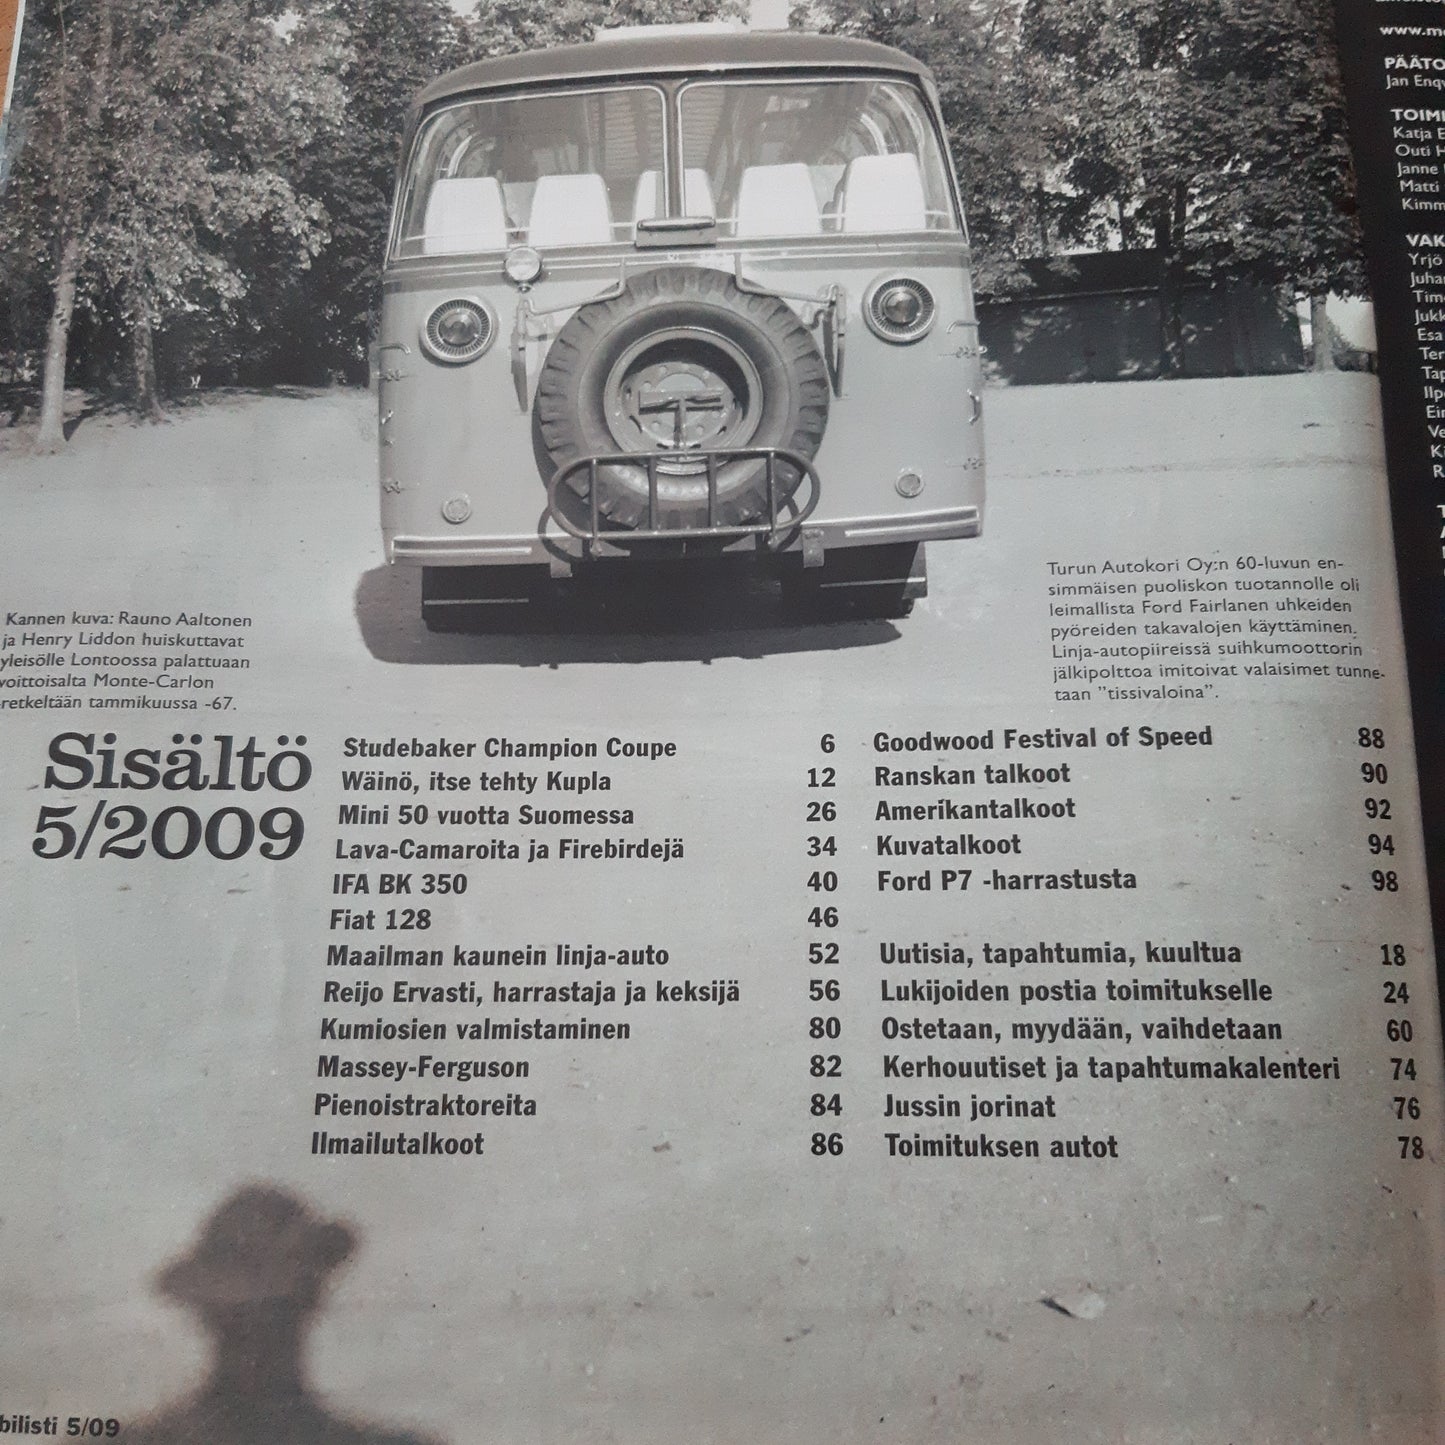 www.m
PÄÄTO
Jan Enq
TOIMI
Katja E
Outi H
Janne
Matti
Kimm
VAK
Yrjö
Juha
Tim
Jukk
Esa
Ter
Tap
Ilp
Ein
Ve
Ki
R
Turun Autokori Oy:n 60-luvun en-
simmäisen puoliskon tuotannolle oli
leimallista Ford Fairlanen uhkeiden
pyöreiden takavalojen käyttäminen.
Linja-autopiireissä suihkumoottorin
jälkipolttoa imitoivat valaisimet tunne-
taan "tissivaloina".
Kannen kuva: Rauno Aaltonen
ja Henry Liddon huiskuttavat
yleisölle Lontoossa palattuaan
voittoisalta Monte-Carlon
retkeltään tammikuussa -67.
Sisältö
5/2009
Studebaker Champion Coupe 6
Wäinö, itse tehty Kupla 12
Mini 50 vuotta Suomessa 26
Lava-Camaroita ja Firebirdejä 34
IFA BK 350 40
Fiat 128 46
Maailman kaunein linja-auto 52
Reijo Ervasti, harrastaja ja keksijä 56
Kumiosien valmistaminen 80
Massey-Ferguson 82
Pienoistraktoreita 84
Ilmailutalkoot 86
Goodwood Festival of Speed 88
Ranskan talkoot 90
Amerikantalkoot 92
Kuvatalkoot 94
Ford P7 -harrastusta 98
Uutisia, tapahtumia, kuultua 18
Lukijoiden postia toimitukselle 24
Ostetaan, myydään, vaihdetaan 60
Kerhouutiset ja tapahtumakalenteri 74
Jussin jorinat 76
Toimituksen autot 78
bilisti 5/09